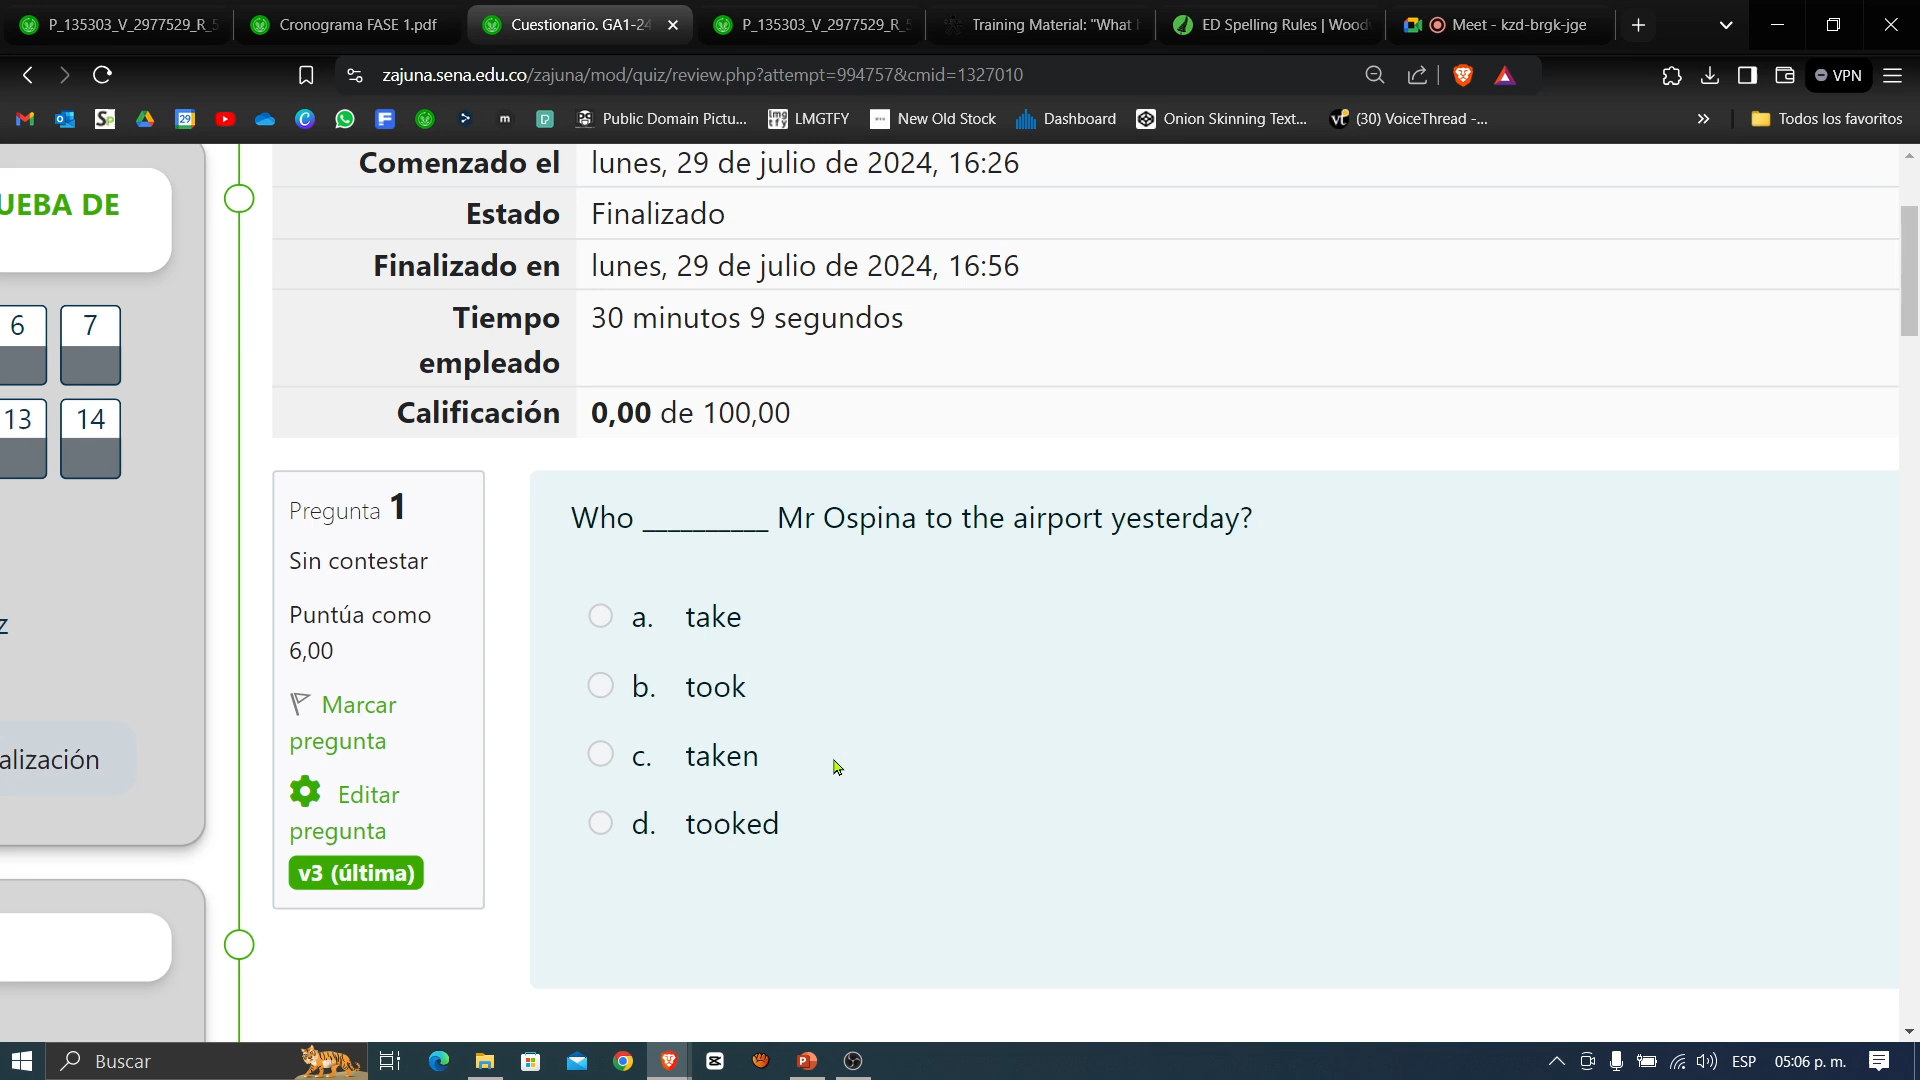 P_135303_V_2977529_R_5
Cronograma FASE 1.pdf
Cuestionario. GA1-24
P_135303_V_2977529_R_5
Training Material: "What
ED Spelling Rules | Wood
Meet - kzd-brgk-jge
zajuna.sena.edu.co/zajuna/mod/quiz/review.php?attempt=994757&cmid=1327010
VPN
Public Domain Pictu...
LMGTFY
New Old Stock
Dashboard
Onion Skinning Text...
(30) VoiceThread -...
»
Todos los favoritos
UEBA DE
6
7
13
14
z
alización
Comenzado el lunes, 29 de julio de 2024, 16:26
Estado Finalizado
Finalizado en lunes, 29 de julio de 2024, 16:56
Tiempo 30 minutos 9 segundos
empleado
Calificación 0,00 de 100,00
Pregunta 1
Sin contestar
Puntúa como
6,00
Marcar
pregunta
Editar
pregunta
v3 (última)
Who __________ Mr Ospina to the airport yesterday?
a. take
b. took
c. taken
d. tooked
Buscar
ESP
05:06 p. m.